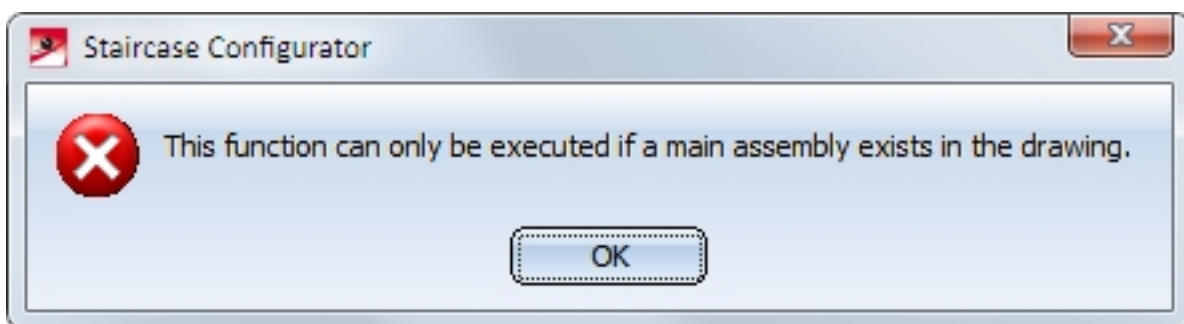 Staircase Configurator
This function can only be executed if a main assembly exists in the drawing.
OK